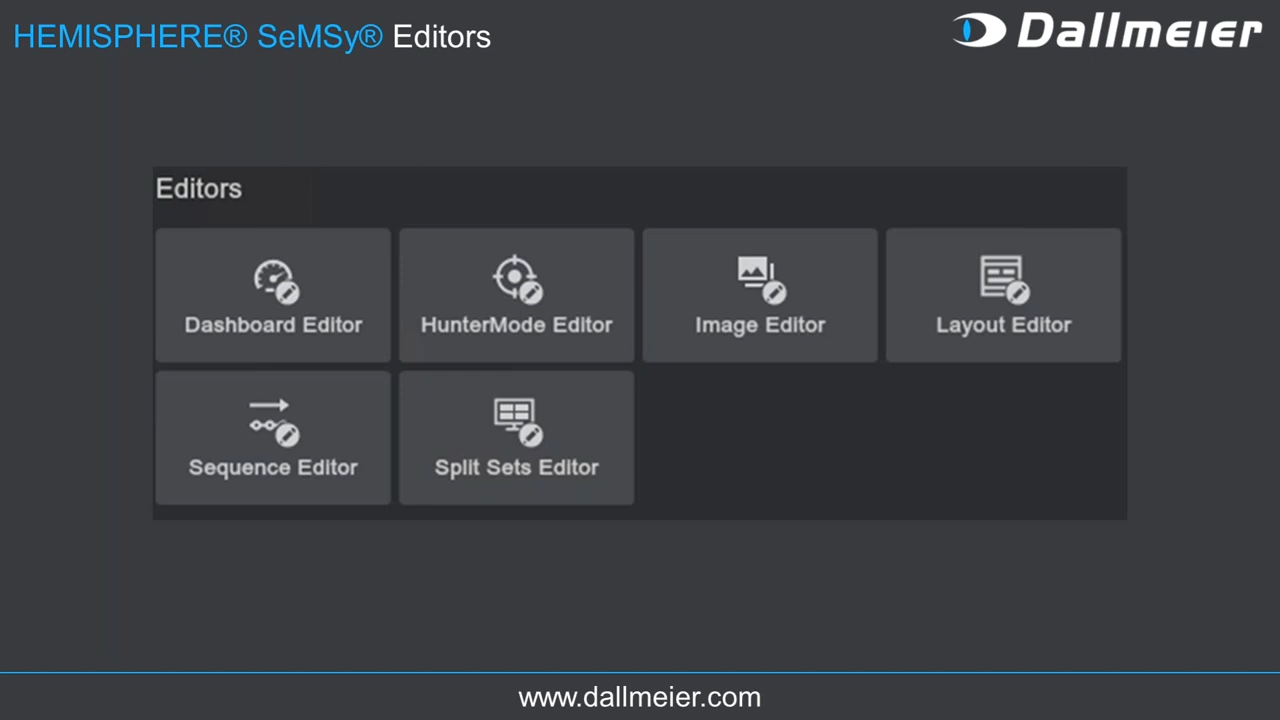 HEMISPHERE® SeMSy® Editors
Dallmeier
Editors
Dashboard Editor
HunterMode Editor
Image Editor
Layout Editor
Sequence Editor
Split Sets Editor
www.dallmeier.com